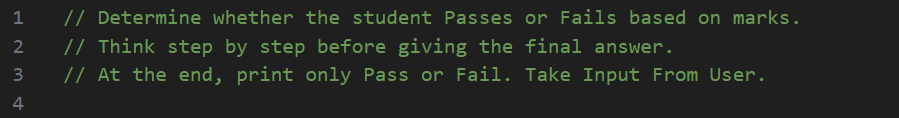 1 // Determine whether the student Passes or Fails based on marks.
2 // Think step by step before giving the final answer.
3 // At the end, print only Pass or Fail. Take Input From User.
4